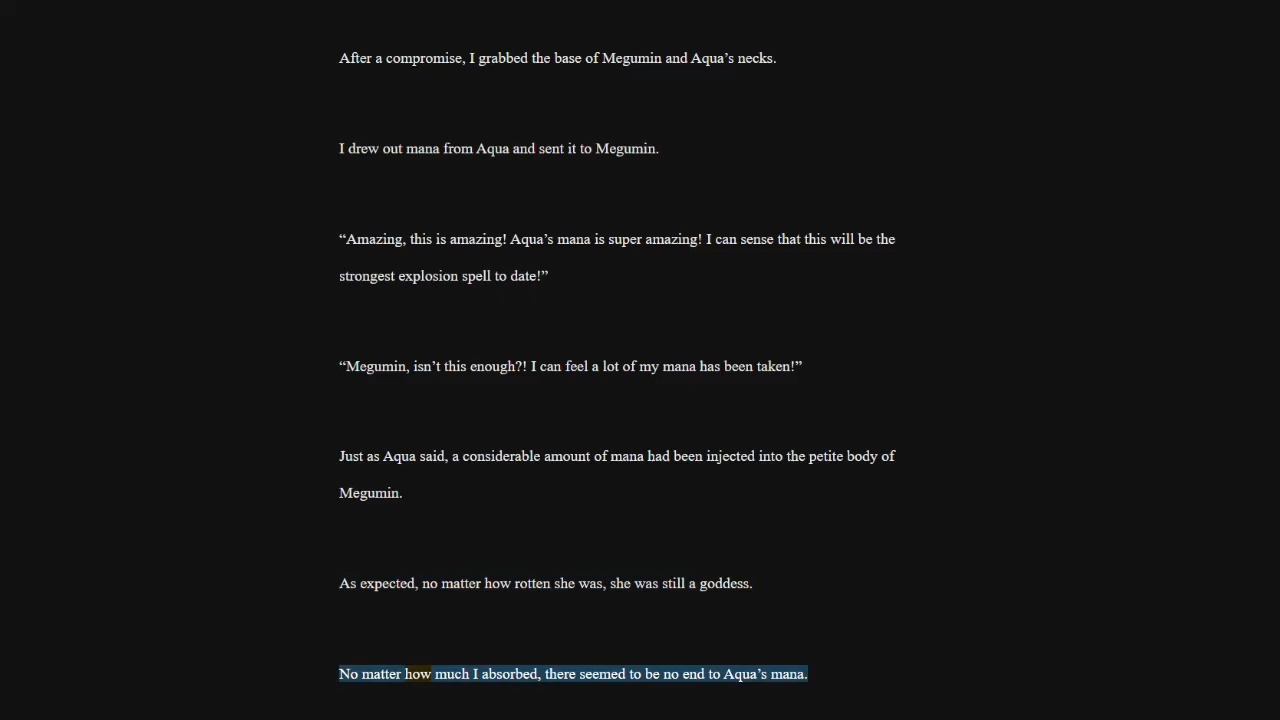 After a compromise, I grabbed the base of Megumin and Aqua’s necks.
I drew out mana from Aqua and sent it to Megumin.
“Amazing, this is amazing! Aqua’s mana is super amazing! I can sense that this will be the
strongest explosion spell to date!”
“Megumin, isn’t this enough?! I can feel a lot of my mana has been taken!”
Just as Aqua said, a considerable amount of mana had been injected into the petite body of
Megumin.
As expected, no matter how rotten she was, she was still a goddess.
No matter how much I absorbed, there seemed to be no end to Aqua’s mana.